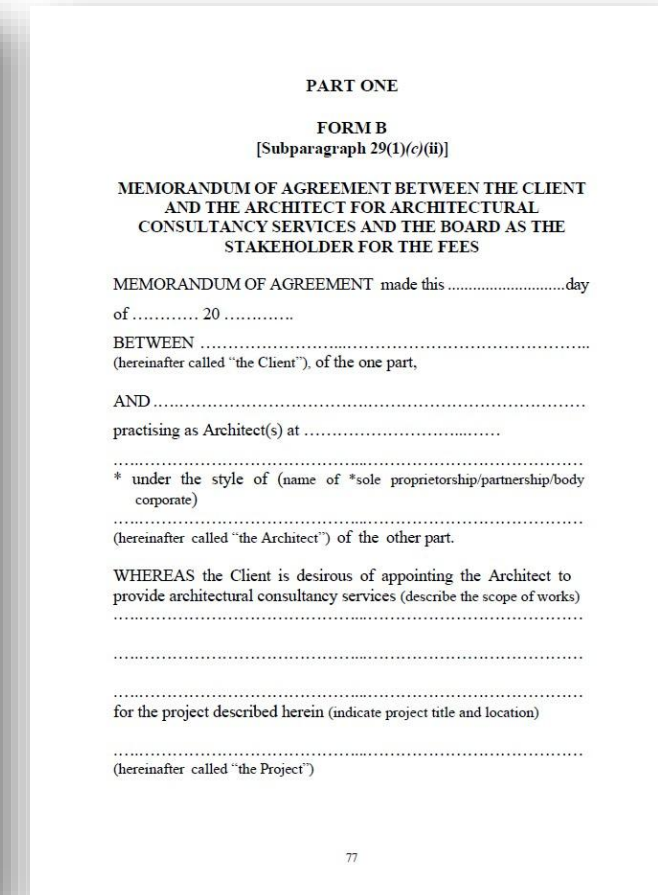 PART ONE
FORM B
[Subparagraph 29(1)(c)(ii)]
MEMORANDUM OF AGREEMENT BETWEEN THE CLIENT
AND THE ARCHITECT FOR ARCHITECTURAL
CONSULTANCY SERVICES AND THE BOARD AS THE
STAKEHOLDER FOR THE FEES
MEMORANDUM OF AGREEMENT made this ............................day
of ………… 20 ………….
BETWEEN ……………………...…………………………………………..
(hereinafter called “the Client”), of the one part,
AND…………………………………………………………………
practising as Architect(s) at ………………………...……
…………………………………………………………………………
* under the style of (name of *sole proprietorship/partnership/body
corporate)
…………………………………………………………………………
(hereinafter called “the Architect”) of the other part.
WHEREAS the Client is desirous of appointing the Architect to
provide architectural consultancy services (describe the scope of works)
…………………………………………………………………………
…………………………………………………………………………
…………………………………………………………………………
for the project described herein (indicate project title and location)
…………………………………………………………………………
(hereinafter called “the Project”)
77